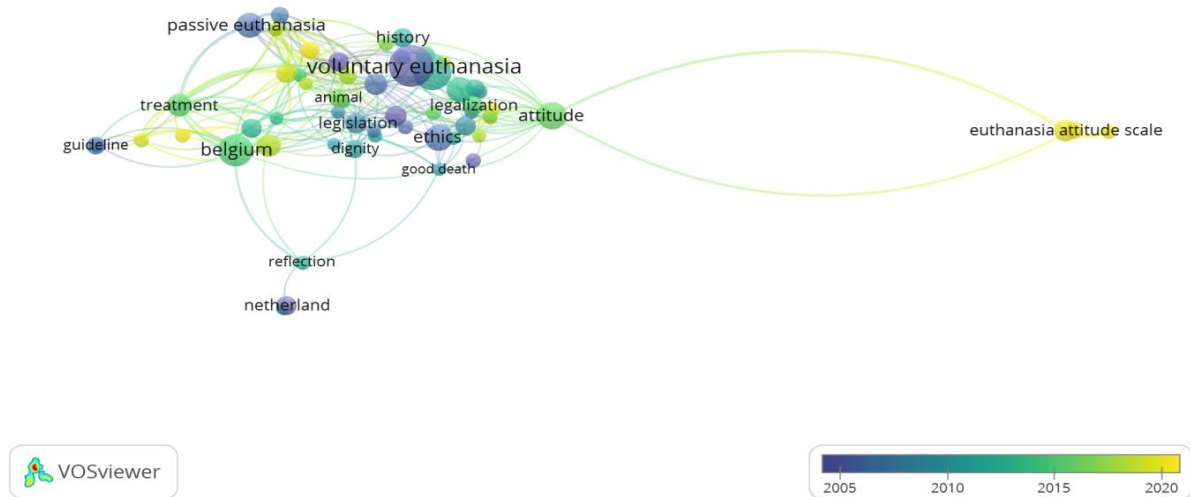 passive euthanasia
history
voluntary euthanasia
animal
treatment
legalization
attitude
legislation
guideline
ethics
belgium
dignity
good death
euthanasia attitude scale
reflection
netherland
VOSviewer
2005
2010
2015
2020